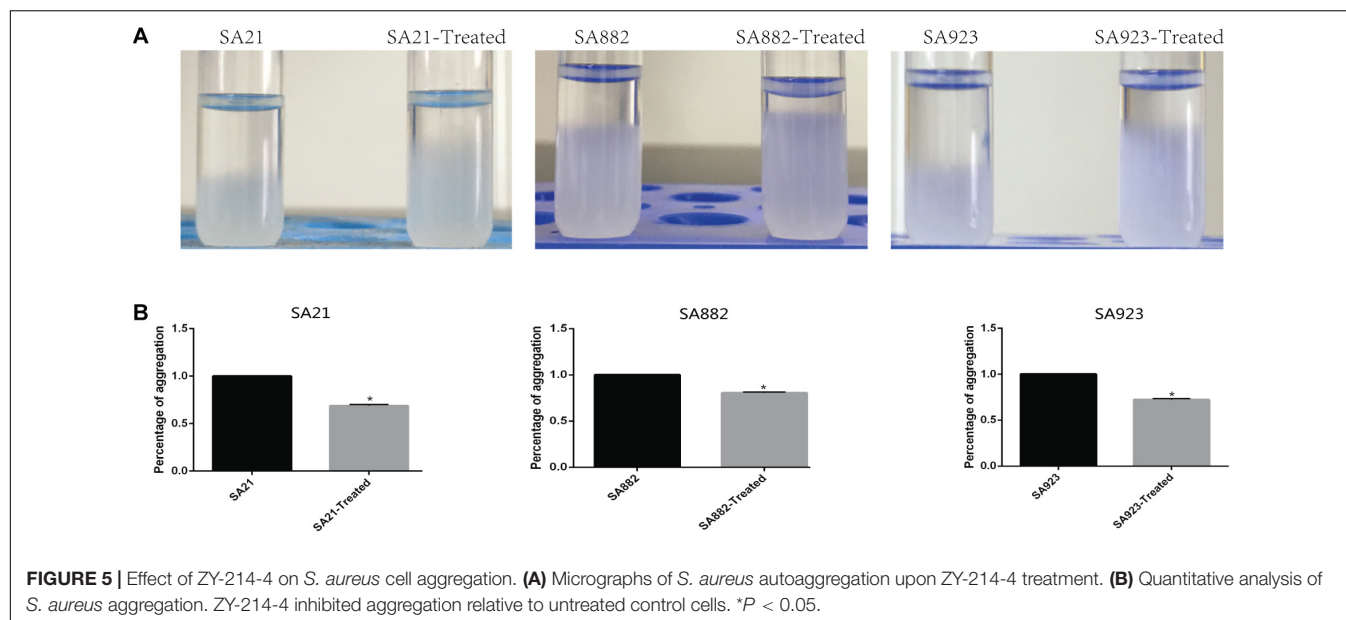 A
SA21 SA21-Treated SA882 SA882-Treated SA923 SA923-Treated
B
SA21
Percentage of aggregation
1.5
1.0
0.5
0.0
*
SA21
SA21-Treated
SA882
Percentage of aggregation
1.5
1.0
0.5
0.0
*
SA882
SA882-Treated
SA923
Percentage of aggregation
1.5
1.0
0.5
0.0
*
SA923
SA923-Treated
FIGURE 5 | Effect of ZY-214-4 on S. aureus cell aggregation. (A) Micrographs of S. aureus autoaggregation upon ZY-214-4 treatment. (B) Quantitative analysis of
S. aureus aggregation. ZY-214-4 inhibited aggregation relative to untreated control cells. *P < 0.05.